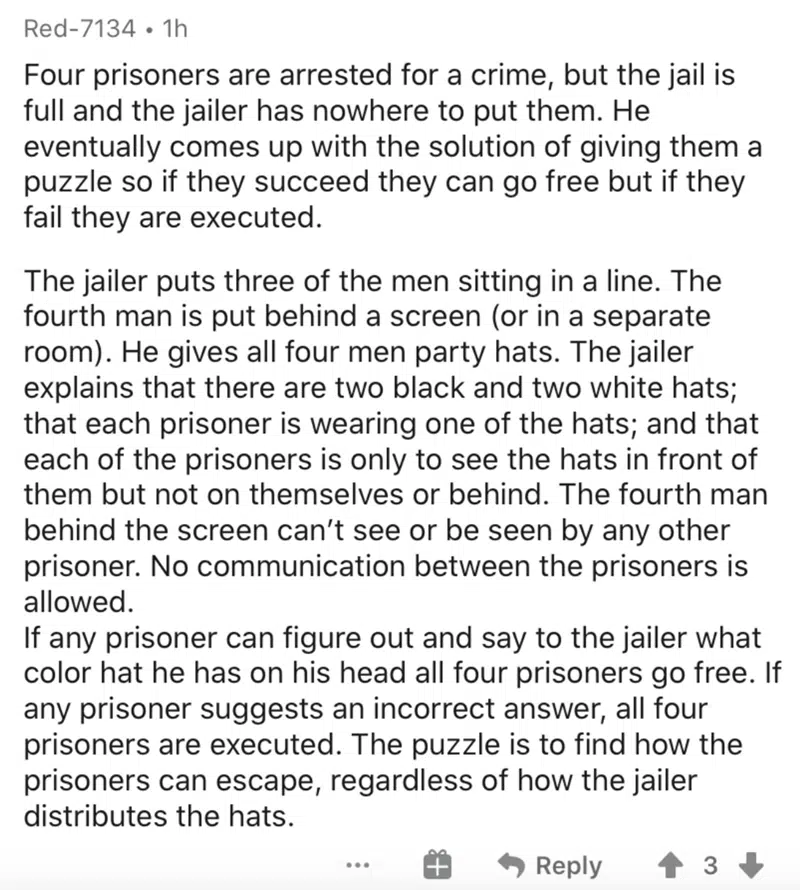 Red-7134 • 1h
Four prisoners are arrested for a crime, but the jail is
full and the jailer has nowhere to put them. He
eventually comes up with the solution of giving them a
puzzle so if they succeed they can go free but if they
fail they are executed.
The jailer puts three of the men sitting in a line. The
fourth man is put behind a screen (or in a separate
room). He gives all four men party hats. The jailer
explains that there are two black and two white hats;
that each prisoner is wearing one of the hats; and that
each of the prisoners is only to see the hats in front of
them but not on themselves or behind. The fourth man
behind the screen can’t see or be seen by any other
prisoner. No communication between the prisoners is
allowed.
If any prisoner can figure out and say to the jailer what
color hat he has on his head all four prisoners go free. If
any prisoner suggests an incorrect answer, all four
prisoners are executed. The puzzle is to find how the
prisoners can escape, regardless of how the jailer
distributes the hats.
Reply 3